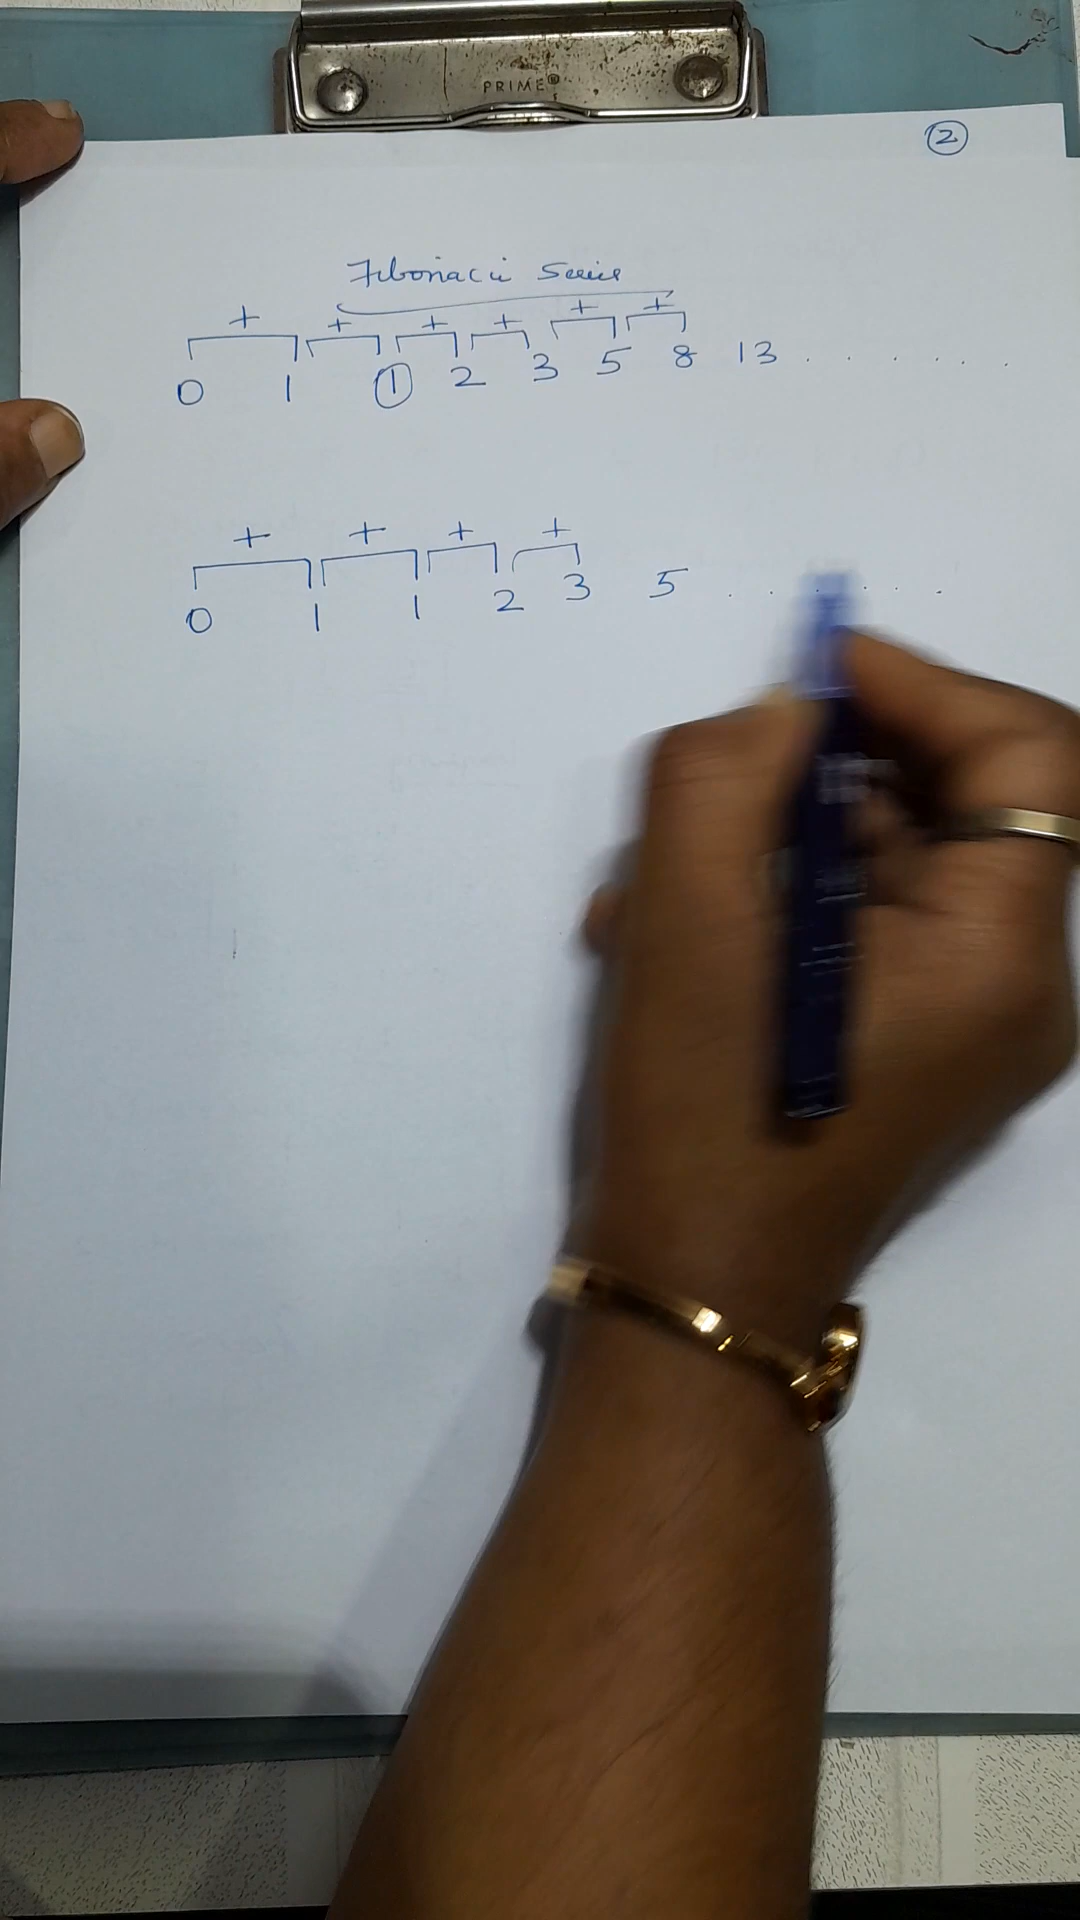 PRIME®
2
Fibonacci Series
+ + + + + +
0 1 1 2 3 5 8 13 . . . . . . .
+ + + +
0 1 1 2 3 5 . . . . . .